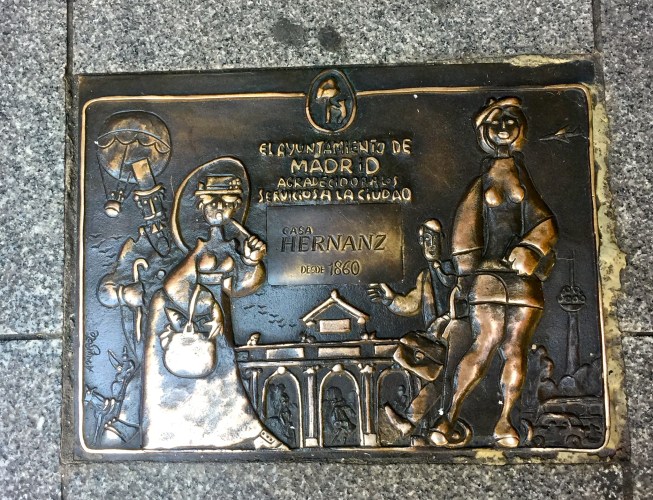 EL AYUNTAMIENTO DE
MADRID
AGRADECIDO A LOS
SERVICIOS A LA CIUDAD
CASA
HERNANZ
DESDE 1860